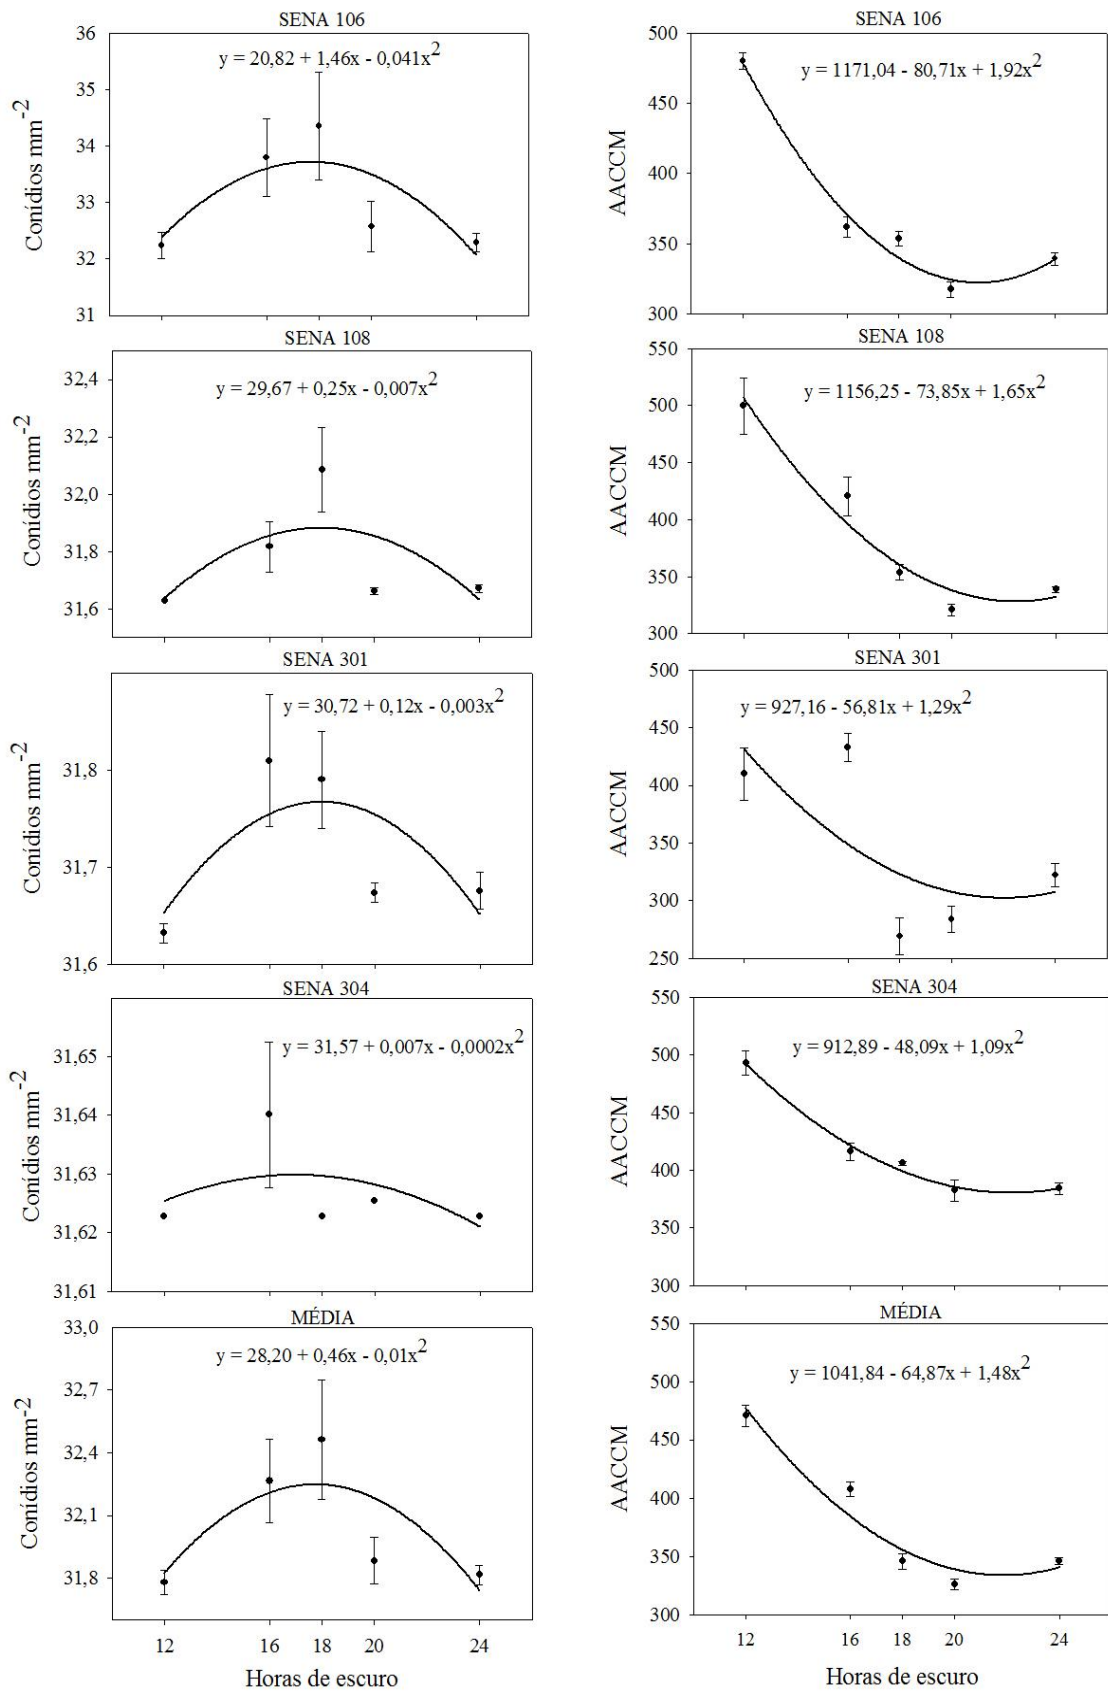 SENA 106
y = 20,82 + 1,46x - 0,041x²
Conídios mm⁻²
36
35
34
33
32
31
SENA 106
y = 1171,04 - 80,71x + 1,92x²
AACCM
500
450
400
350
300
SENA 108
y = 29,67 + 0,25x - 0,007x²
Conídios mm⁻²
32,4
32,2
32,0
31,8
31,6
SENA 108
y = 1156,25 - 73,85x + 1,65x²
AACCM
550
500
450
400
350
300
SENA 301
y = 30,72 + 0,12x - 0,003x²
Conídios mm⁻²
31,8
31,7
31,6
SENA 301
y = 927,16 - 56,81x + 1,29x²
AACCM
500
450
400
350
300
250
SENA 304
y = 31,57 + 0,007x - 0,0002x²
Conídios mm⁻²
31,65
31,64
31,63
31,62
31,61
SENA 304
y = 912,89 - 48,09x + 1,09x²
AACCM
550
500
450
400
350
300
MÉDIA
y = 28,20 + 0,46x - 0,01x²
Conídios mm⁻²
33,0
32,7
32,4
32,1
31,8
12 16 18 20 24
Horas de escuro
MÉDIA
y = 1041,84 - 64,87x + 1,48x²
AACCM
550
500
450
400
350
300
12 16 18 20 24
Horas de escuro